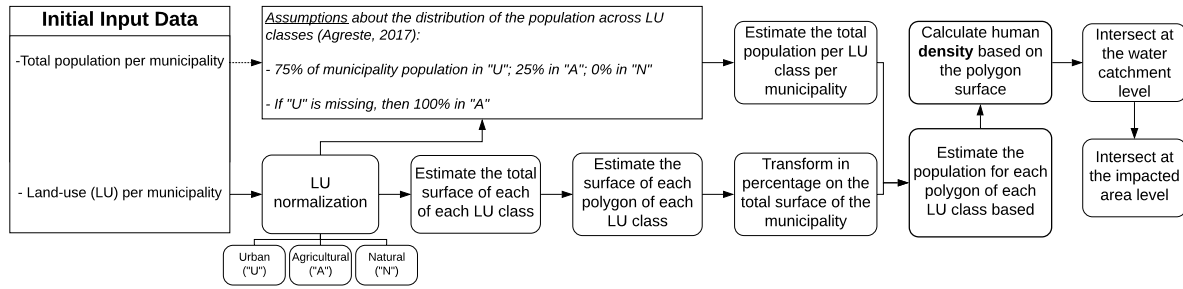 Initial Input Data
-Total population per municipality
- Land-use (LU) per municipality
Assumptions about the distribution of the population across LU
classes (Agreste, 2017):
- 75% of municipality population in "U"; 25% in "A"; 0% in "N"
- If "U" is missing, then 100% in "A"
LU
normalization
Urban
("U")
Agricultural
("A")
Natural
("N")
Estimate the total
surface of each
of each LU class
Estimate the
surface of each
polygon of each
LU class
Estimate the total
population per LU
class per
municipality
Transform in
percentage on the
total surface of the
municipality
Calculate human
density based on
the polygon
surface
Estimate the
population for each
polygon of each
LU class based
Intersect at
the water
catchment
level
Intersect at
the impacted
area level